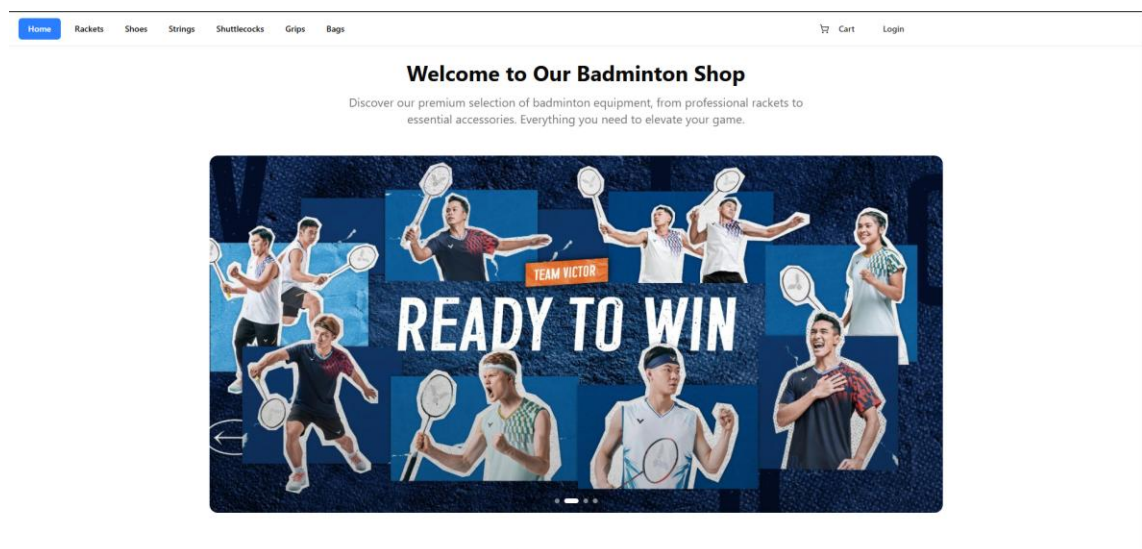 Home Rackets Shoes Strings Shuttlecocks Grips Bags Cart Login
Welcome to Our Badminton Shop
Discover our premium selection of badminton equipment, from professional rackets to
essential accessories. Everything you need to elevate your game.
TEAM VICTOR
READY TO WIN